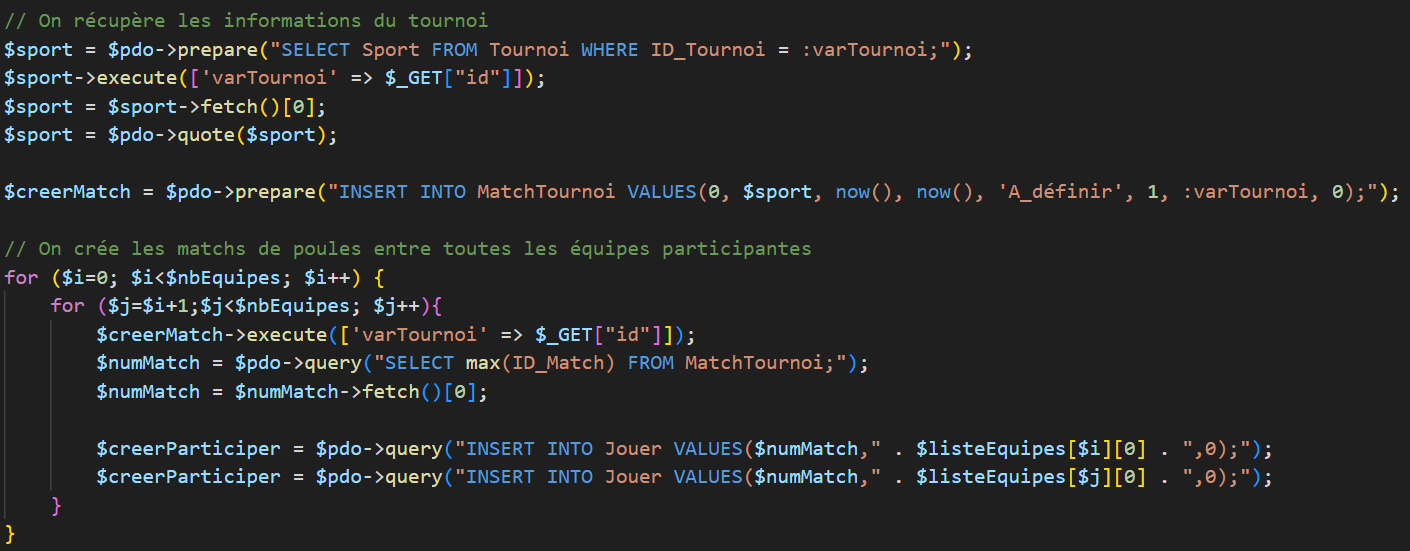 // On récupère les informations du tournoi
$sport = $pdo->prepare("SELECT Sport FROM Tournoi WHERE ID_Tournoi = :varTournoi;");
$sport->execute(['varTournoi' => $_GET["id"]]);
$sport = $sport->fetch()[0];
$sport = $pdo->quote($sport);

$creerMatch = $pdo->prepare("INSERT INTO MatchTournoi VALUES(0, $sport, now(), now(), 'A_définir', 1, :varTournoi, 0);");

// On crée les matchs de poules entre toutes les équipes participantes
for ($i=0; $i<$nbEquipes; $i++) {
    for ($j=$i+1;$j<$nbEquipes; $j++){
        $creerMatch->execute(['varTournoi' => $_GET["id"]]);
        $numMatch = $pdo->query("SELECT max(ID_Match) FROM MatchTournoi;");
        $numMatch = $numMatch->fetch()[0];

        $creerParticiper = $pdo->query("INSERT INTO Jouer VALUES($numMatch," . $listeEquipes[$i][0] . ",0);");
        $creerParticiper = $pdo->query("INSERT INTO Jouer VALUES($numMatch," . $listeEquipes[$j][0] . ",0);");
    }
}